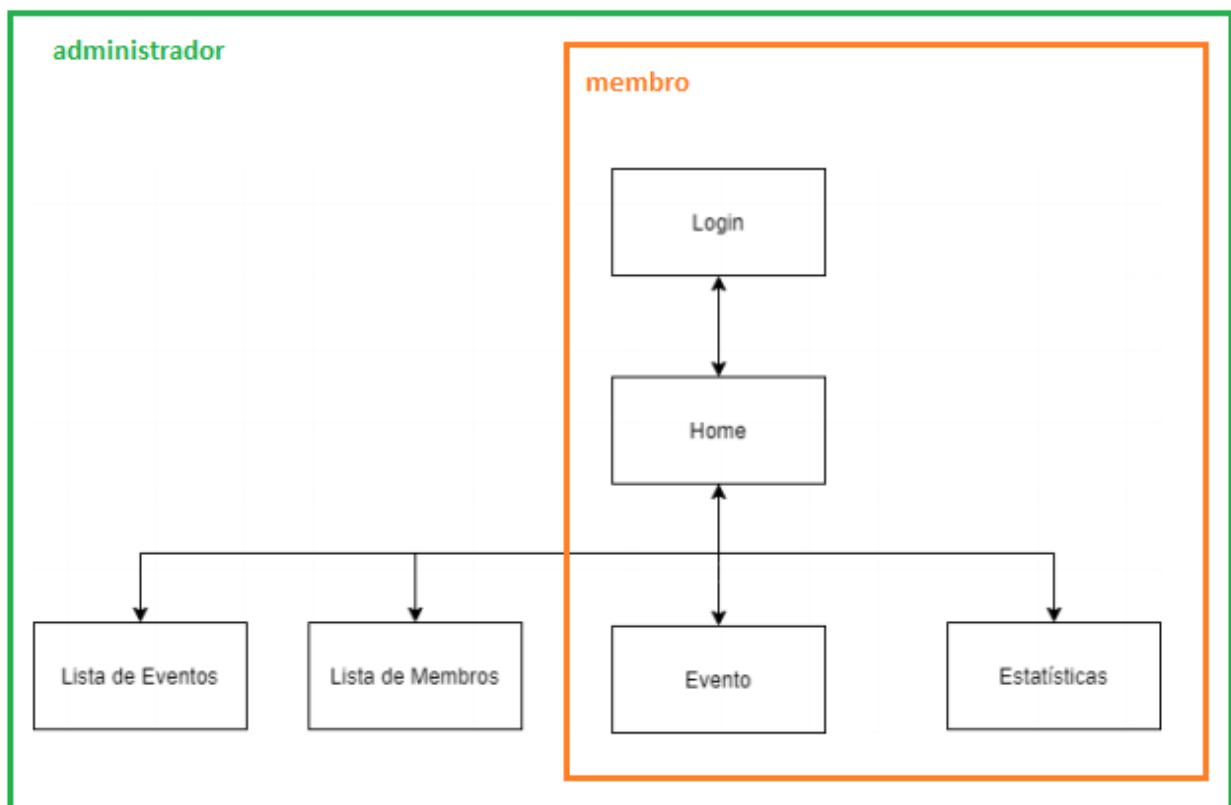 administrador
membro
Login
Home
Lista de Eventos
Lista de Membros
Evento
Estatísticas